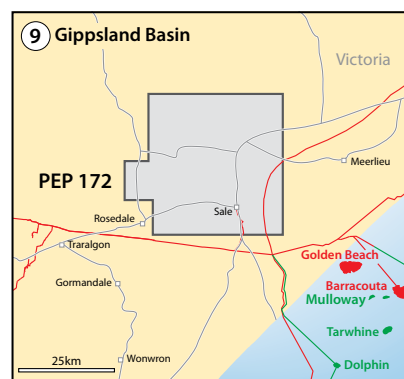 9 Gippsland Basin
Victoria
Meerlieu
PEP 172
Sale
Rosedale
Traralgon
Golden Beach
Gormandale
Barracouta
Mulloway
Tarwhine
Wonwron
25km
Dolphin